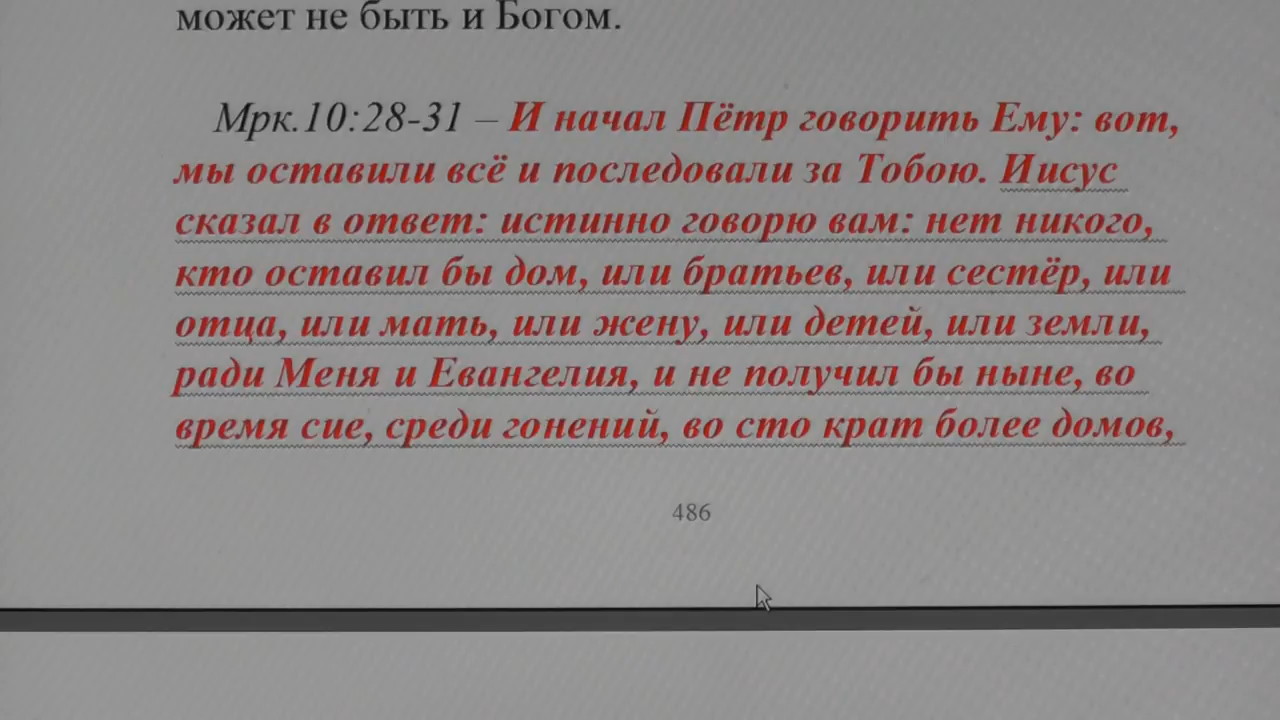 может не быть и Богом.
Мрк.10:28-31 – И начал Пётр говорить Ему: вот,
мы оставили всё и последовали за Тобою. Иисус
сказал в ответ: истинно говорю вам: нет никого,
кто оставил бы дом, или братьев, или сестёр, или
отца, или мать, или жену, или детей, или земли,
ради Меня и Евангелия, и не получил бы ныне, во
время сие, среди гонений, во сто крат более домов,
486